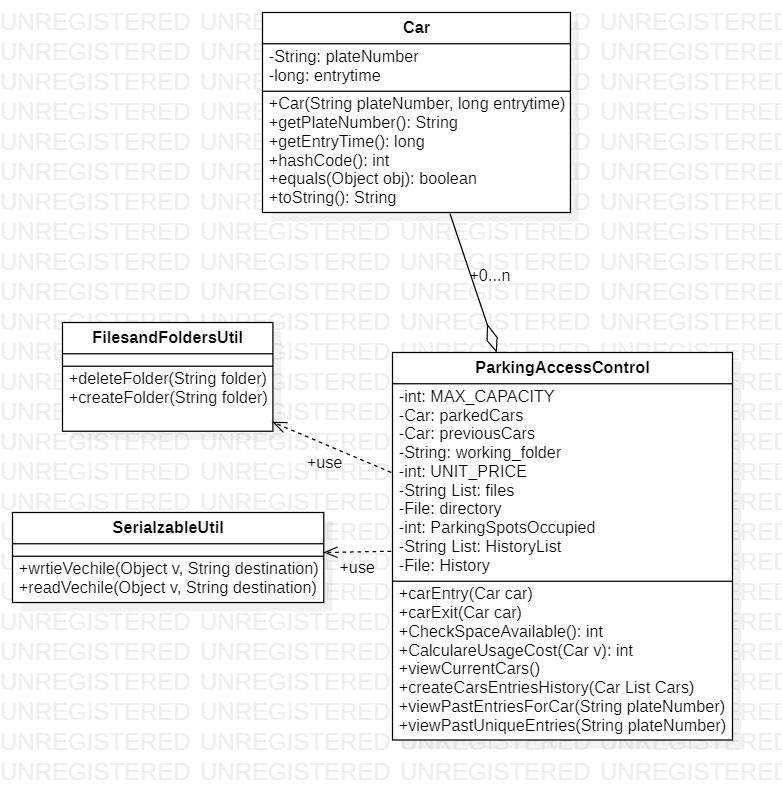 Car
-String: plateNumber
-long: entrytime
+Car(String plateNumber, long entrytime)
+getPlateNumber(): String
+getEntryTime(): long
+hashCode(): int
+equals(Object obj): boolean
+toString(): String
+0...n
FilesandFoldersUtil
+deleteFolder(String folder)
+createFolder(String folder)
+use
SerialzableUtil
+wrtieVechile(Object v, String destination)
+readVechile(Object v, String destination)
+use
ParkingAccessControl
-int: MAX_CAPACITY
-Car: parkedCars
-Car: previousCars
-String: working_folder
-int: UNIT_PRICE
-String List: files
-File: directory
-int: ParkingSpotsOccupied
-String List: HistoryList
-File: History
+carEntry(Car car)
+carExit(Car car)
+CheckSpaceAvailable(): int
+CalculareUsageCost(Car v): int
+viewCurrentCars()
+createCarsEntriesHistory(Car List Cars)
+viewPastEntriesForCar(String plateNumber)
+viewPastUniqueEntries(String plateNumber)
UNREGISTERED